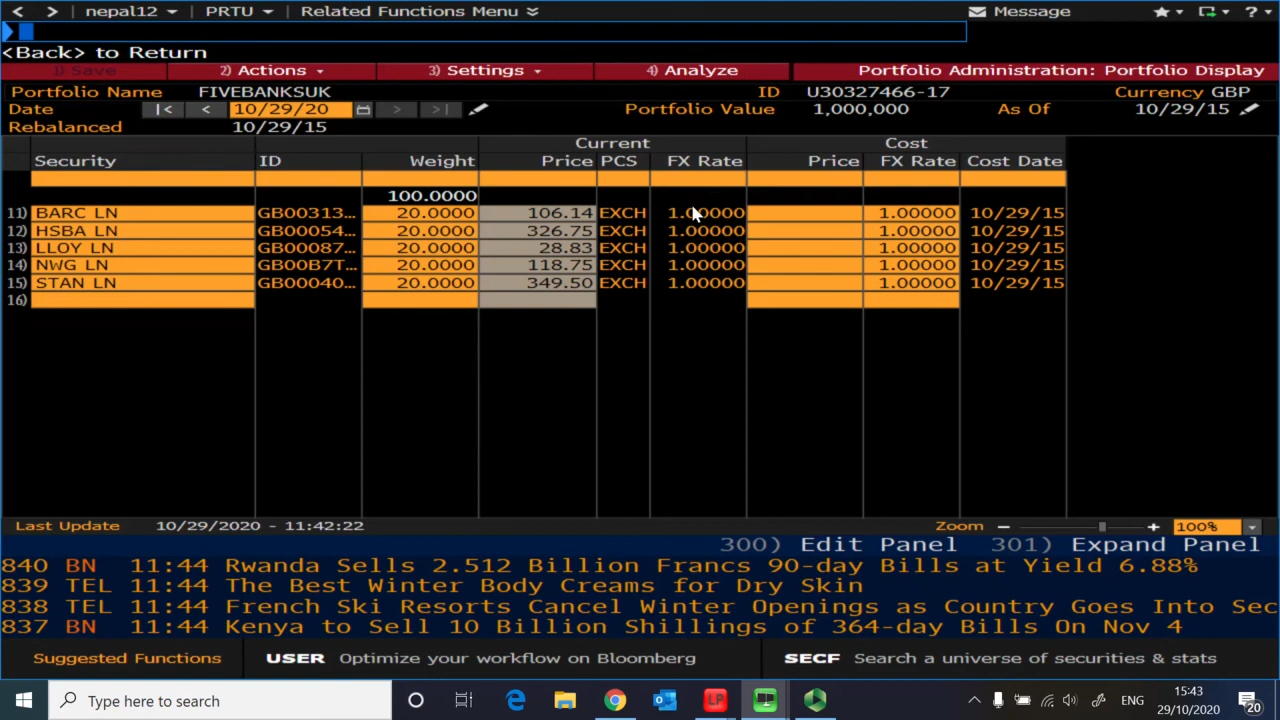 < > nepal12 PRTU Related Functions Menu Message ?
<Back> to Return
1) Save 2) Actions 3) Settings 4) Analyze Portfolio Administration: Portfolio Display
Portfolio Name FIVEBANKSUK ID U30327466-17 Currency GBP
Date |< < 10/29/20 > >| Portfolio Value 1,000,000 As Of 10/29/15
Rebalanced 10/29/15
Current Cost
Security ID Weight Price PCS FX Rate Price FX Rate Cost Date
100.0000
11) BARC LN GB00313... 20.0000 106.14 EXCH 1.00000 1.00000 10/29/15
12) HSBA LN GB00054... 20.0000 326.75 EXCH 1.00000 1.00000 10/29/15
13) LLOY LN GB00087... 20.0000 28.83 EXCH 1.00000 1.00000 10/29/15
14) NWG LN GB00B7T... 20.0000 118.75 EXCH 1.00000 1.00000 10/29/15
15) STAN LN GB00040... 20.0000 349.50 EXCH 1.00000 1.00000 10/29/15
16)
Last Update 10/29/2020 - 11:42:22 Zoom − + 100%
300) Edit Panel 301) Expand Panel
840 BN 11:44 Rwanda Sells 2.512 Billion Francs 90-day Bills at Yield 6.88%
839 TEL 11:44 The Best Winter Body Creams for Dry Skin
838 TEL 11:44 French Ski Resorts Cancel Winter Openings as Country Goes Into Sec
837 BN 11:44 Kenya to Sell 10 Billion Shillings of 364-day Bills On Nov 4
Suggested Functions USER Optimize your workflow on Bloomberg SECF Search a universe of securities & stats
Type here to search LP ENG 15:43
29/10/2020 20